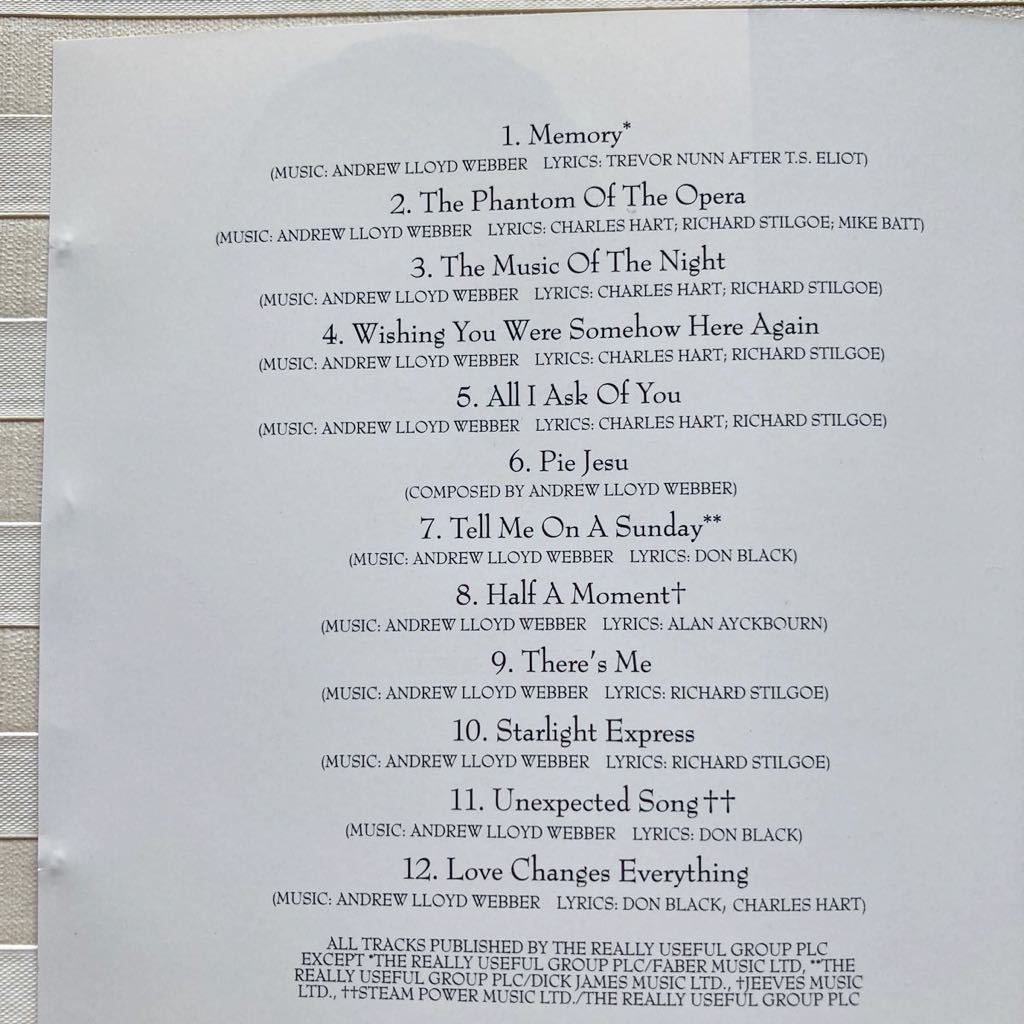 1. Memory*
(MUSIC: ANDREW LLOYD WEBBER LYRICS: TREVOR NUNN AFTER T.S. ELIOT)
2. The Phantom Of The Opera
(MUSIC: ANDREW LLOYD WEBBER LYRICS: CHARLES HART; RICHARD STILGOE; MIKE BATT)
3. The Music Of The Night
(MUSIC: ANDREW LLOYD WEBBER LYRICS: CHARLES HART; RICHARD STILGOE)
4. Wishing You Were Somehow Here Again
(MUSIC: ANDREW LLOYD WEBBER LYRICS: CHARLES HART; RICHARD STILGOE)
5. All I Ask Of You
(MUSIC: ANDREW LLOYD WEBBER LYRICS: CHARLES HART; RICHARD STILGOE)
6. Pie Jesu
(COMPOSED BY ANDREW LLOYD WEBBER)
7. Tell Me On A Sunday**
(MUSIC: ANDREW LLOYD WEBBER LYRICS: DON BLACK)
8. Half A Moment†
(MUSIC: ANDREW LLOYD WEBBER LYRICS: ALAN AYCKBOURN)
9. There's Me
(MUSIC: ANDREW LLOYD WEBBER LYRICS: RICHARD STILGOE)
10. Starlight Express
(MUSIC: ANDREW LLOYD WEBBER LYRICS: RICHARD STILGOE)
11. Unexpected Song††
(MUSIC: ANDREW LLOYD WEBBER LYRICS: DON BLACK)
12. Love Changes Everything
(MUSIC: ANDREW LLOYD WEBBER LYRICS: DON BLACK, CHARLES HART)
ALL TRACKS PUBLISHED BY THE REALLY USEFUL GROUP PLC
EXCEPT *THE REALLY USEFUL GROUP PLC/FABER MUSIC LTD, **THE
REALLY USEFUL GROUP PLC/DICK JAMES MUSIC LTD., †JEEVES MUSIC
LTD., ††STEAM POWER MUSIC LTD./THE REALLY USEFUL GROUP PLC